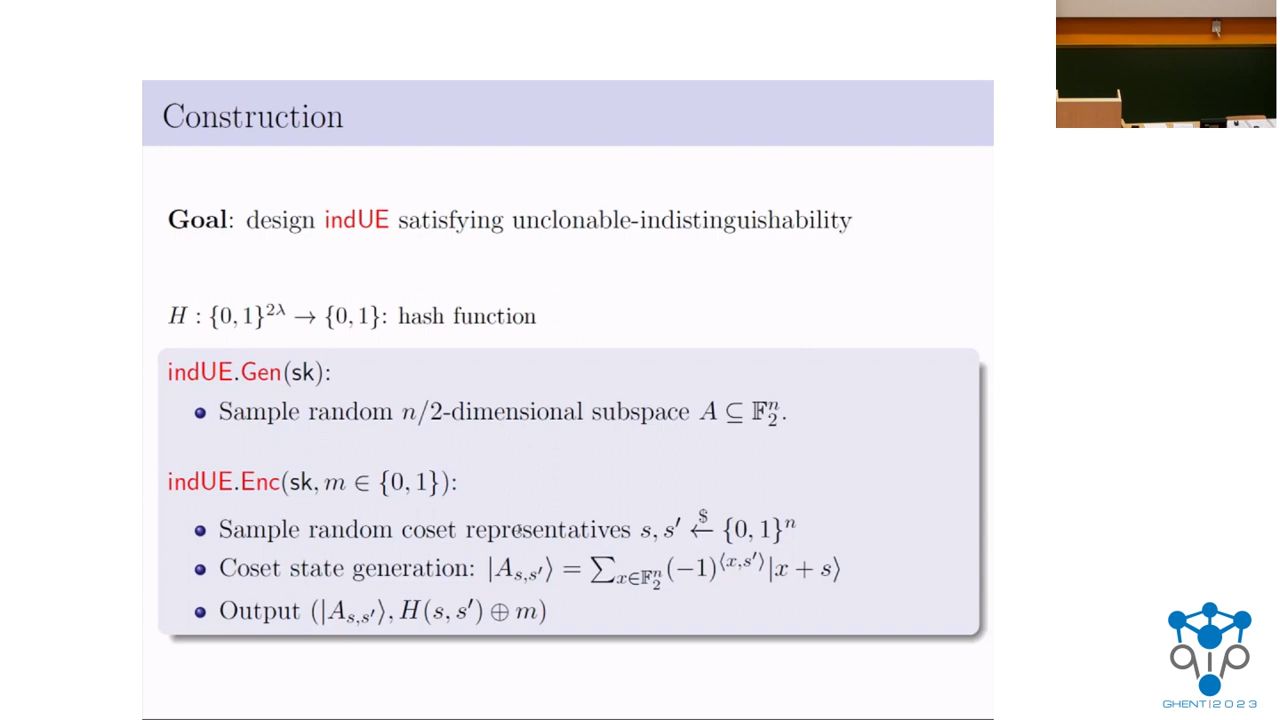 Construction
Goal: design indUE satisfying unclonable-indistinguishability
H : {0, 1}^{2λ} → {0, 1}: hash function
indUE.Gen(sk):
Sample random n/2-dimensional subspace A ⊆ 𝔽₂ⁿ.
indUE.Enc(sk, m ∈ {0, 1}):
Sample random coset representatives s, s′ ←$ {0, 1}ⁿ
Coset state generation: |A_{s,s′}⟩ = ∑_{x∈𝔽₂ⁿ}(−1)^{⟨x,s′⟩}|x + s⟩
Output (|A_{s,s′}⟩, H(s, s′) ⊕ m)
qip
GHENT|2023